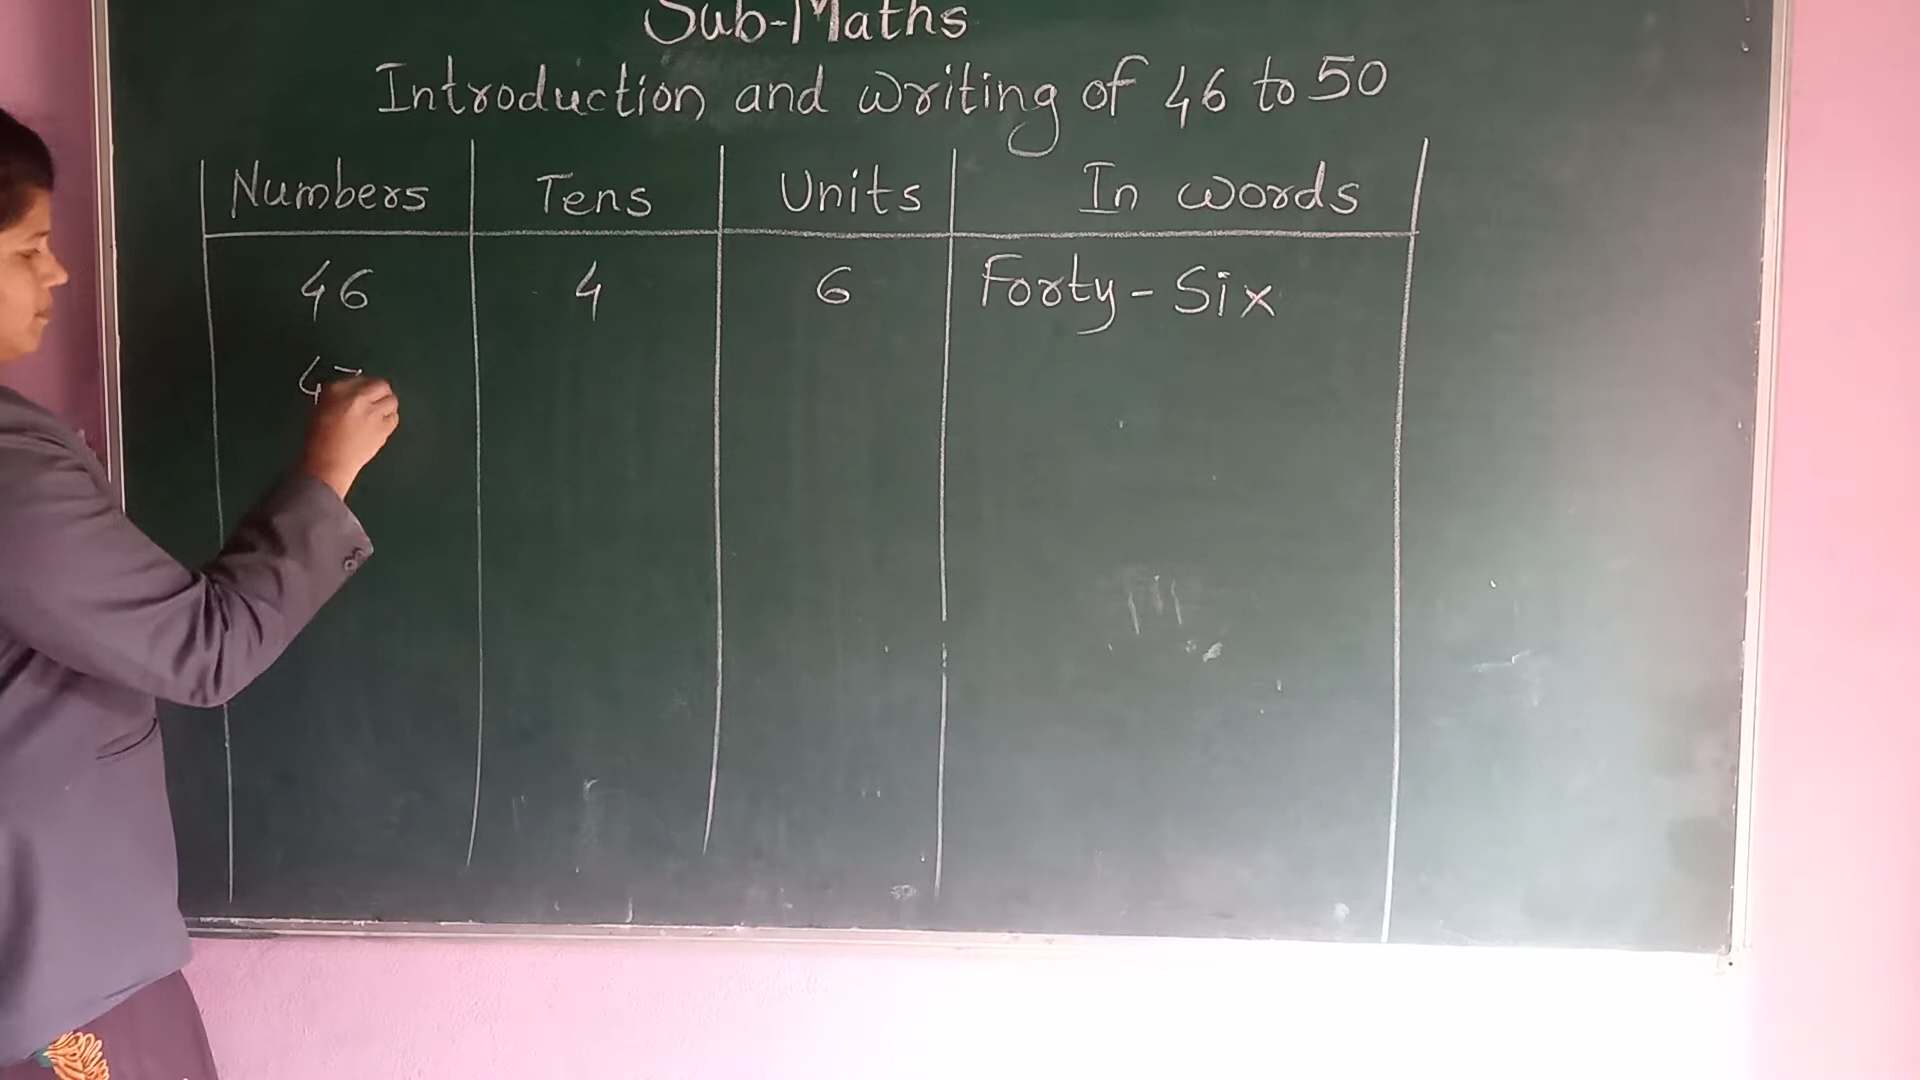 Sub-Maths
Introduction and writing of 46 to 50
Numbers Tens Units In words
46 4 6 Forty-Six
47